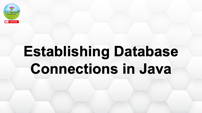 Establishing Database
Connections in Java